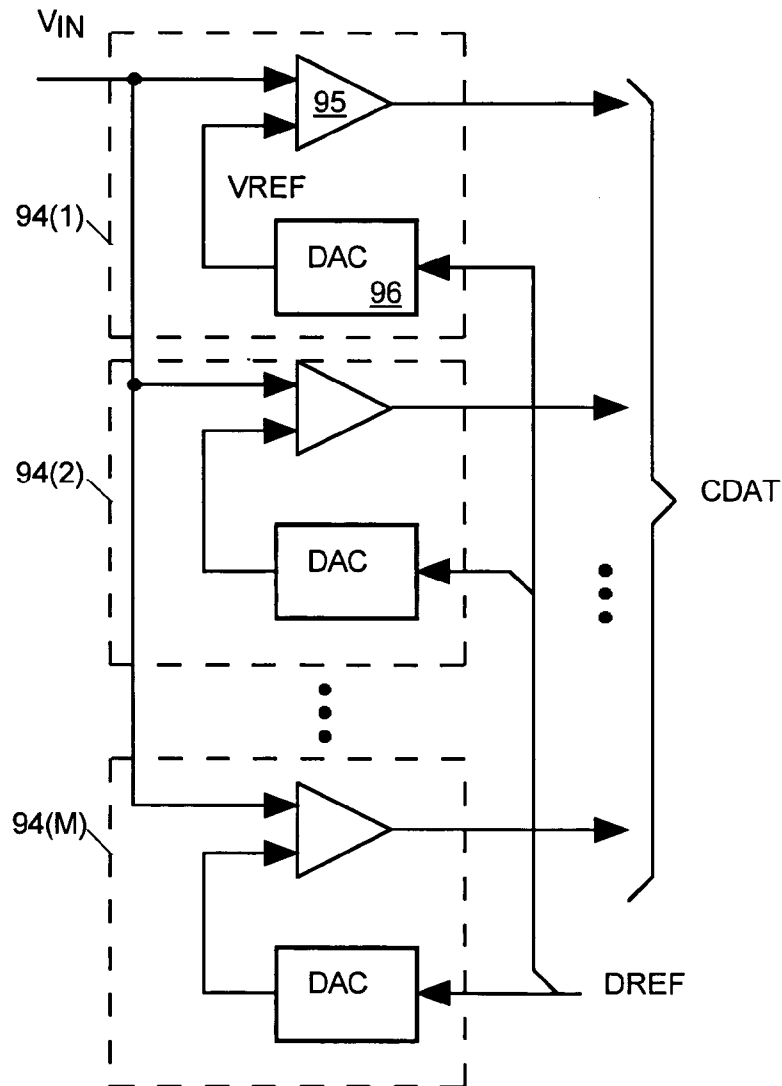 VIN
95
VREF
94(1)
DAC
96
94(2)
CDAT
DAC
94(M)
DAC
DREF